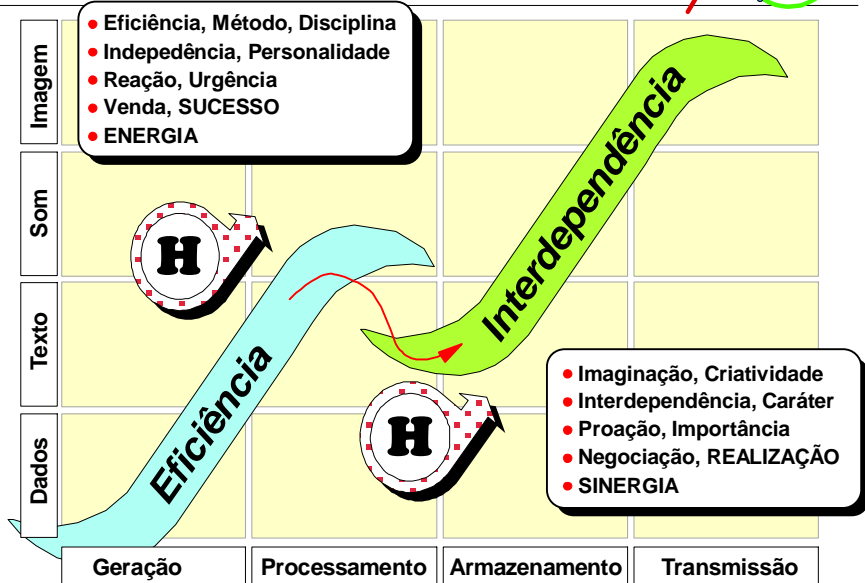 • Eficiência, Método, Disciplina
• Indepedência, Personalidade
• Reação, Urgência
• Venda, SUCESSO
• ENERGIA
Imagem
Som
Texto
Dados
H
Eficiência
Interdependência
H
• Imaginação, Criatividade
• Interdependência, Caráter
• Proação, Importância
• Negociação, REALIZAÇÃO
• SINERGIA
Geração
Processamento
Armazenamento
Transmissão